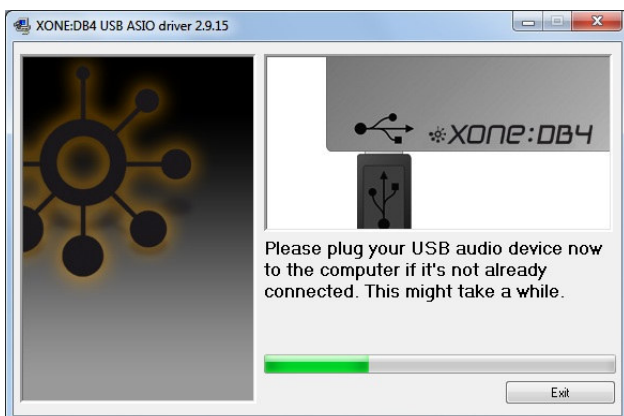 XONE:DB4 USB ASIO driver 2.9.15
XONE:DB4
Please plug your USB audio device now
to the computer if it's not already
connected. This might take a while.
Exit